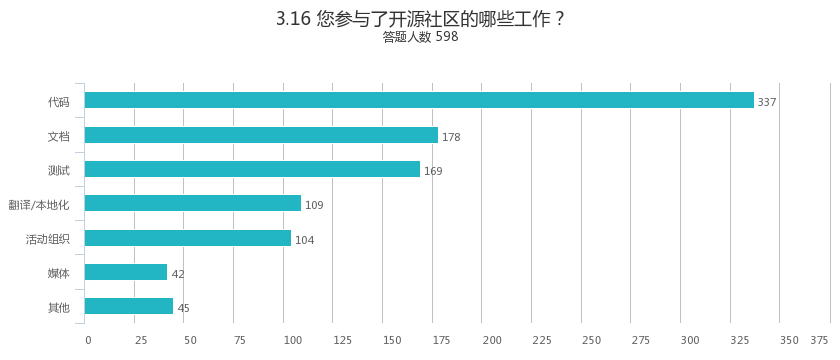 3.16 您参与了开源社区的哪些工作？
答题人数 598
代码 337
文档 178
测试 169
翻译/本地化 109
活动组织 104
媒体 42
其他 45
0 25 50 75 100 125 150 175 200 225 250 275 300 325 350 375